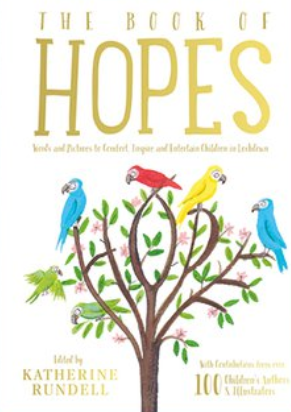 THE BOOK OF
HOPES
Words and Pictures to Comfort, Inspire and Entertain Children in Lockdown
Edited by
KATHERINE
RUNDELL
With Contributions from over
100 Children's Authors
& Illustrators